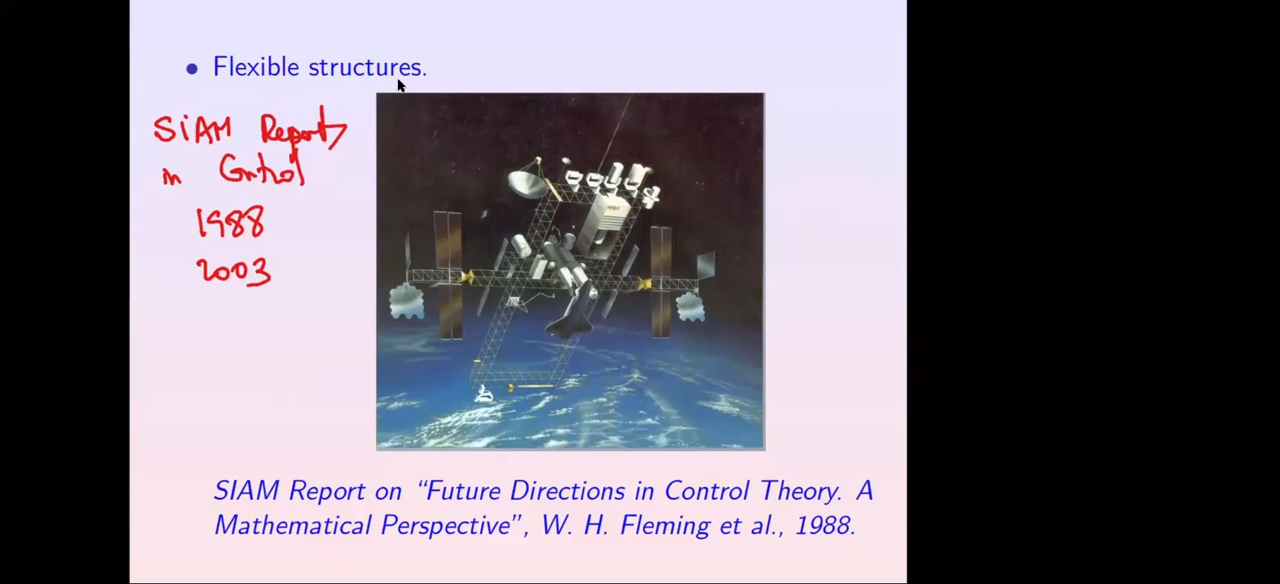 • Flexible structures.
SiAM Reports
in Control
1988
2003
SIAM Report on “Future Directions in Control Theory. A
Mathematical Perspective”, W. H. Fleming et al., 1988.